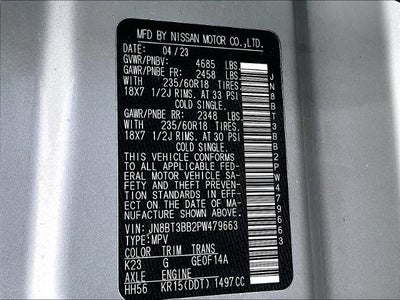 MFD BY NISSAN MOTOR CO.,LTD.
DATE: 04/23
GVWR/PNBV: 4685 LBS
GAWR/PNBE FR: 2458 LBS
WITH 235/60R18 TIRES
18X7 1/2J RIMS. AT 33 PSI
COLD SINGLE.
GAWR/PNBE RR: 2348 LBS
WITH 235/60R18 TIRES
18X7 1/2J RIMS. AT 30 PSI
COLD SINGLE.
THIS VEHICLE CONFORMS
TO ALL APPLICABLE FED-
ERAL MOTOR VEHICLE SA-
FETY AND THEFT PREVEN-
TION STANDARDS IN EFF-
ECT ON THE DATE OF MA-
NUFACTURE SHOWN ABOVE.
VIN: JN8BT3BB2PW479663
TYPE: MPV
COLOR TRIM TRANS
K23 G GE0F14A
AXLE ENGINE
HH56 KR15(DDT) 1497CC
JN8BT3BB2PW479663